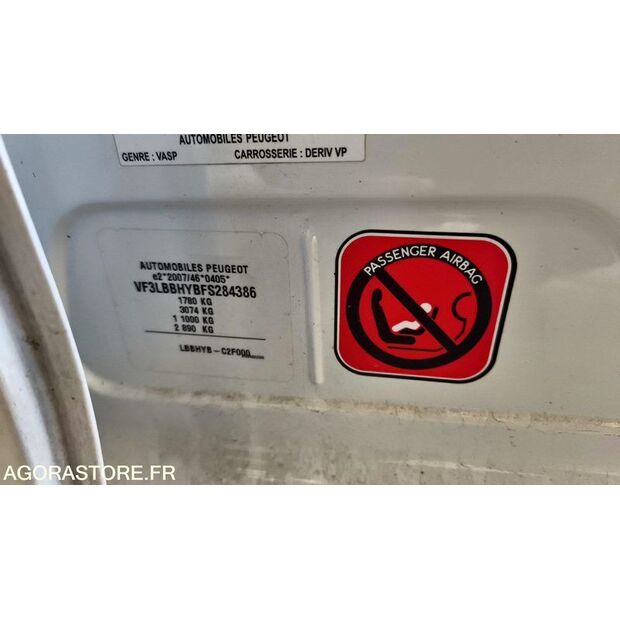 AUTOMOBILES PEUGEOT
GENRE : VASP CARROSSERIE : DERIV VP
AUTOMOBILES PEUGEOT
e2*2007/46*0405*
VF3LBBHYBFS284386
1780 KG
3074 KG
1 1000 KG
2 890 KG
LBBHYB - C2F000
PASSENGER AIRBAG
AGORASTORE.FR